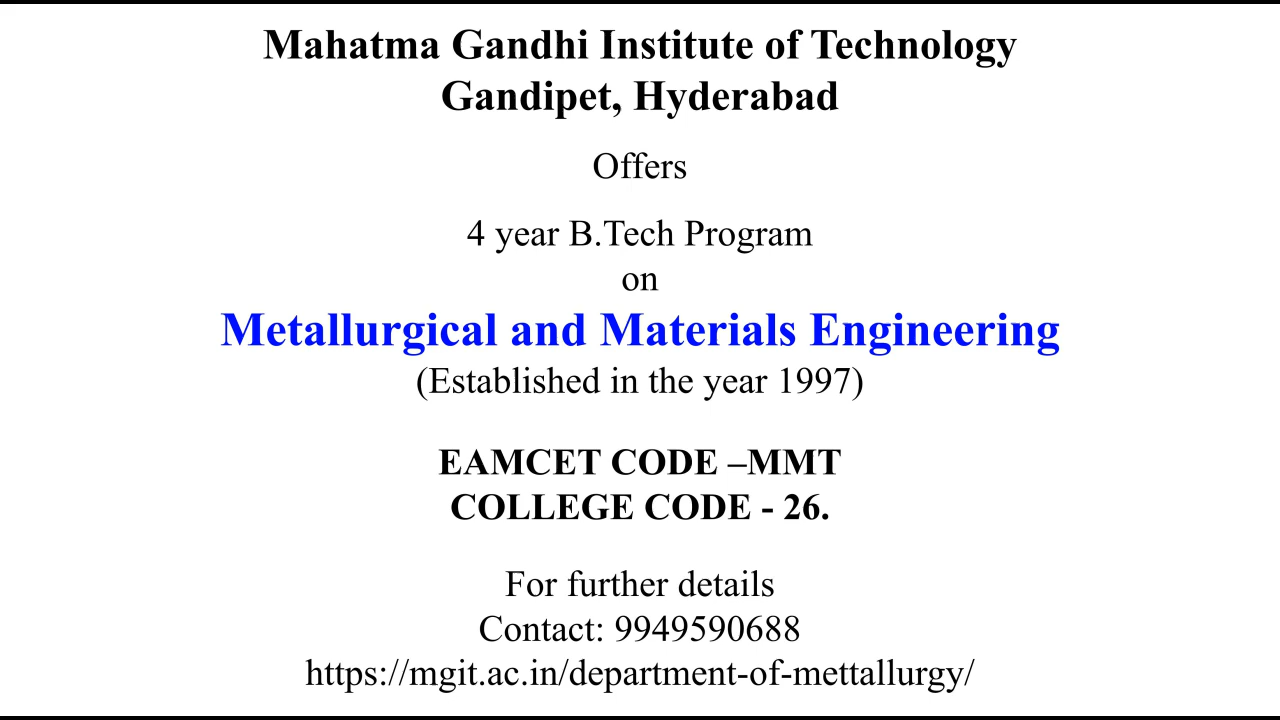 Mahatma Gandhi Institute of Technology
Gandipet, Hyderabad
Offers
4 year B.Tech Program
on
Metallurgical and Materials Engineering
(Established in the year 1997)
EAMCET CODE –MMT
COLLEGE CODE - 26.
For further details
Contact: 9949590688
https://mgit.ac.in/department-of-mettallurgy/